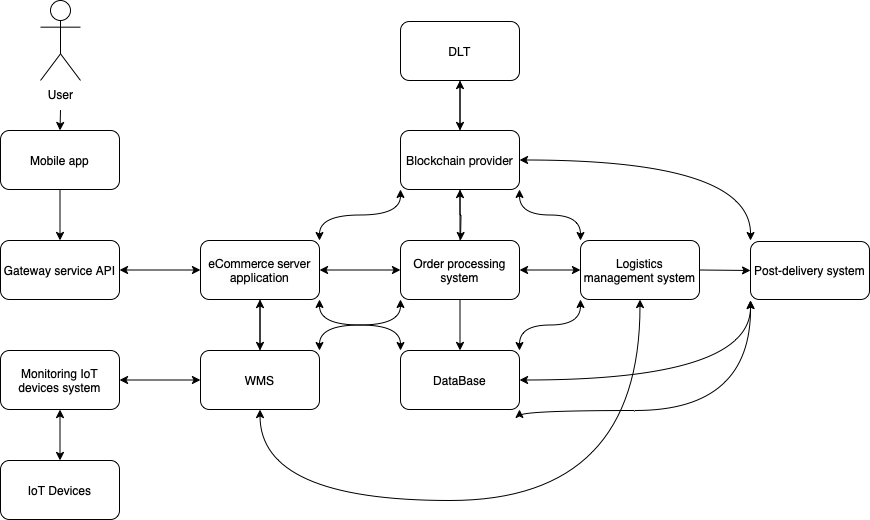 DLT
User
Mobile app
Blockchain provider
Gateway service API
eCommerce server
application
Order processing
system
Logistics
management system
Post-delivery system
Monitoring IoT
devices system
WMS
DataBase
IoT Devices